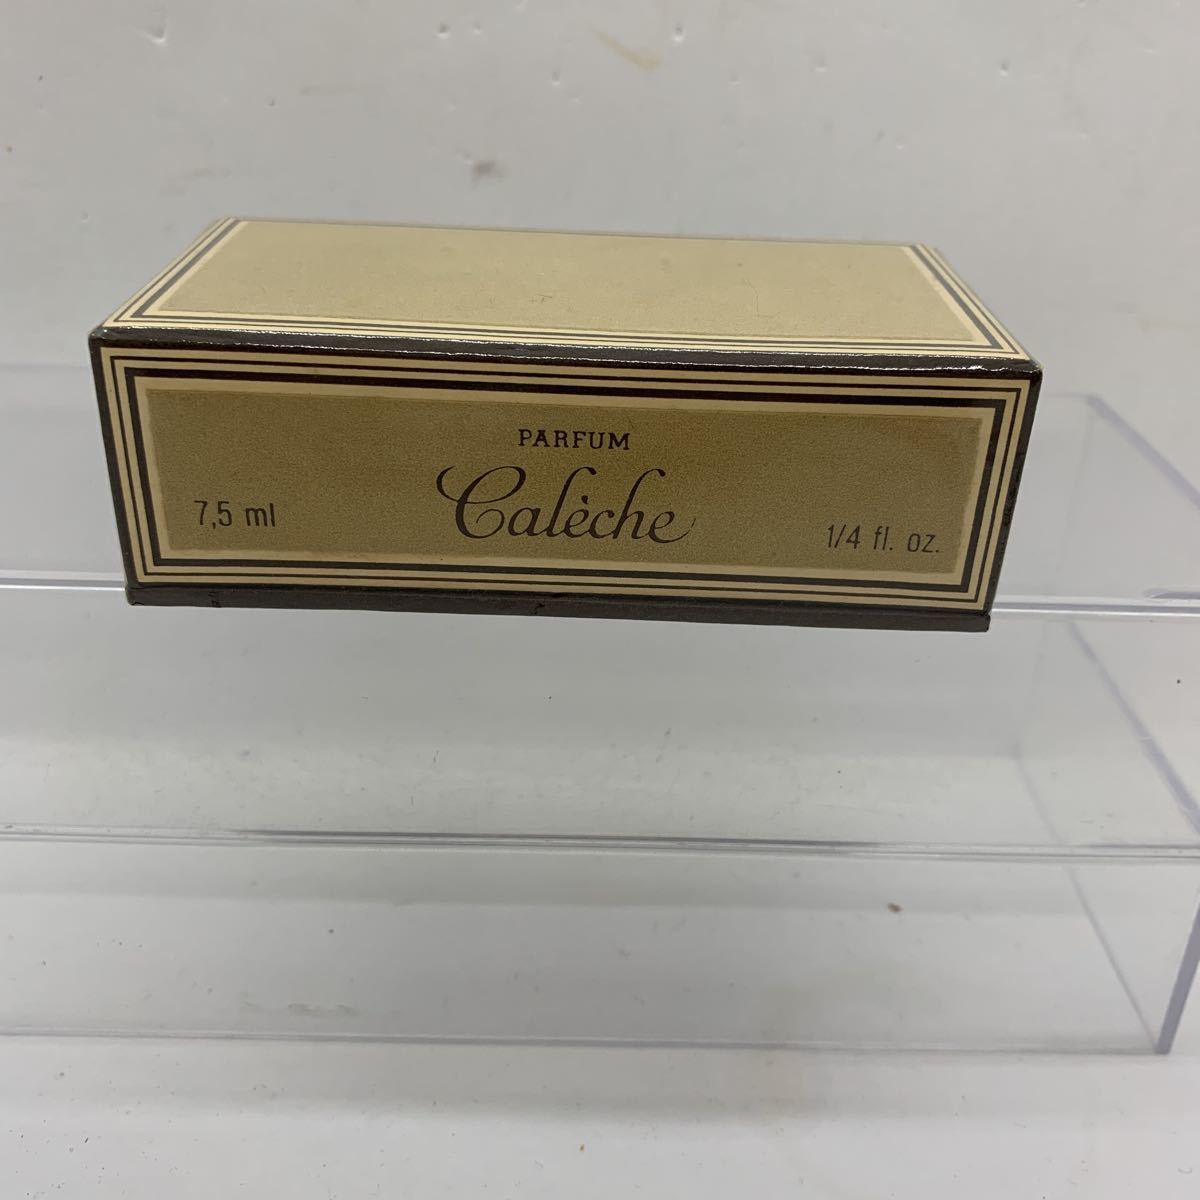 PARFUM
Calèche
7,5 ml
1/4 fl. oz.